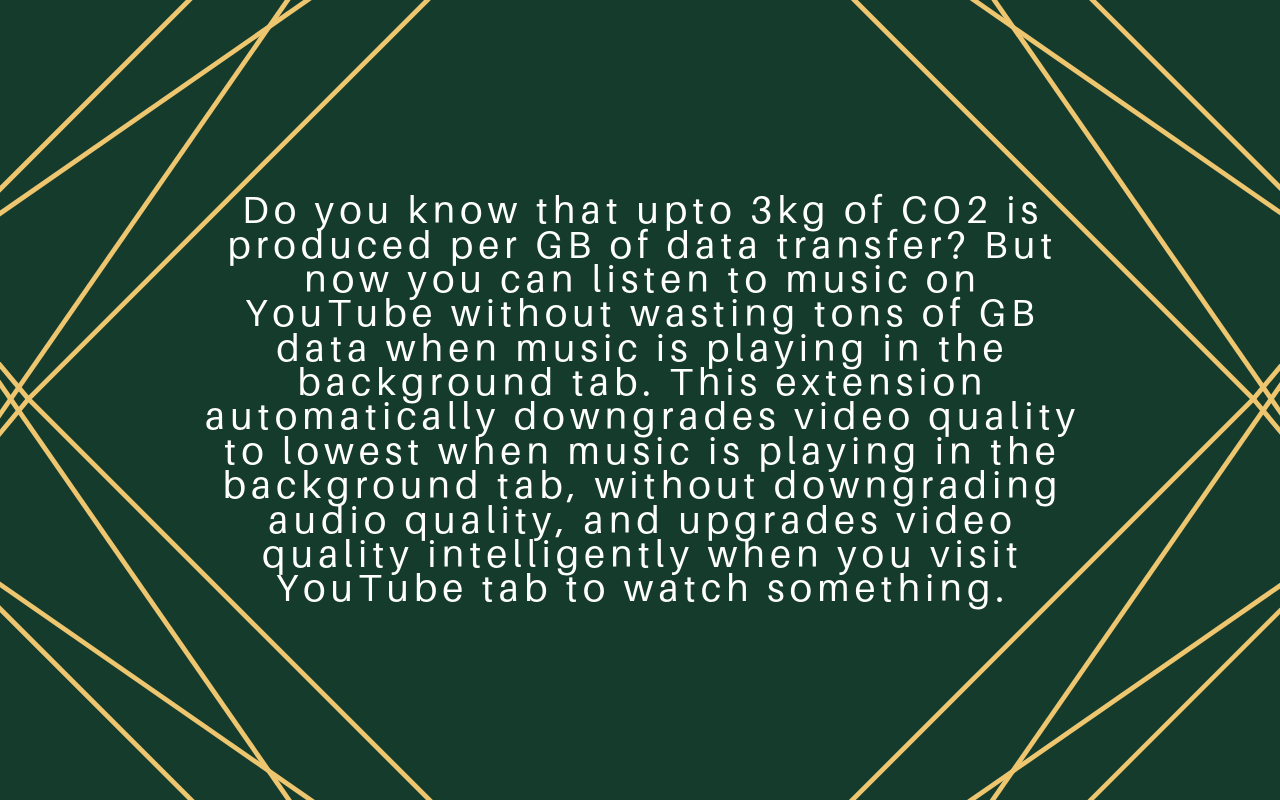 Do you know that upto 3kg of CO2 is
produced per GB of data transfer? But
now you can listen to music on
YouTube without wasting tons of GB
data when music is playing in the
background tab. This extension
automatically downgrades video quality
to lowest when music is playing in the
background tab, without downgrading
audio quality, and upgrades video
quality intelligently when you visit
YouTube tab to watch something.